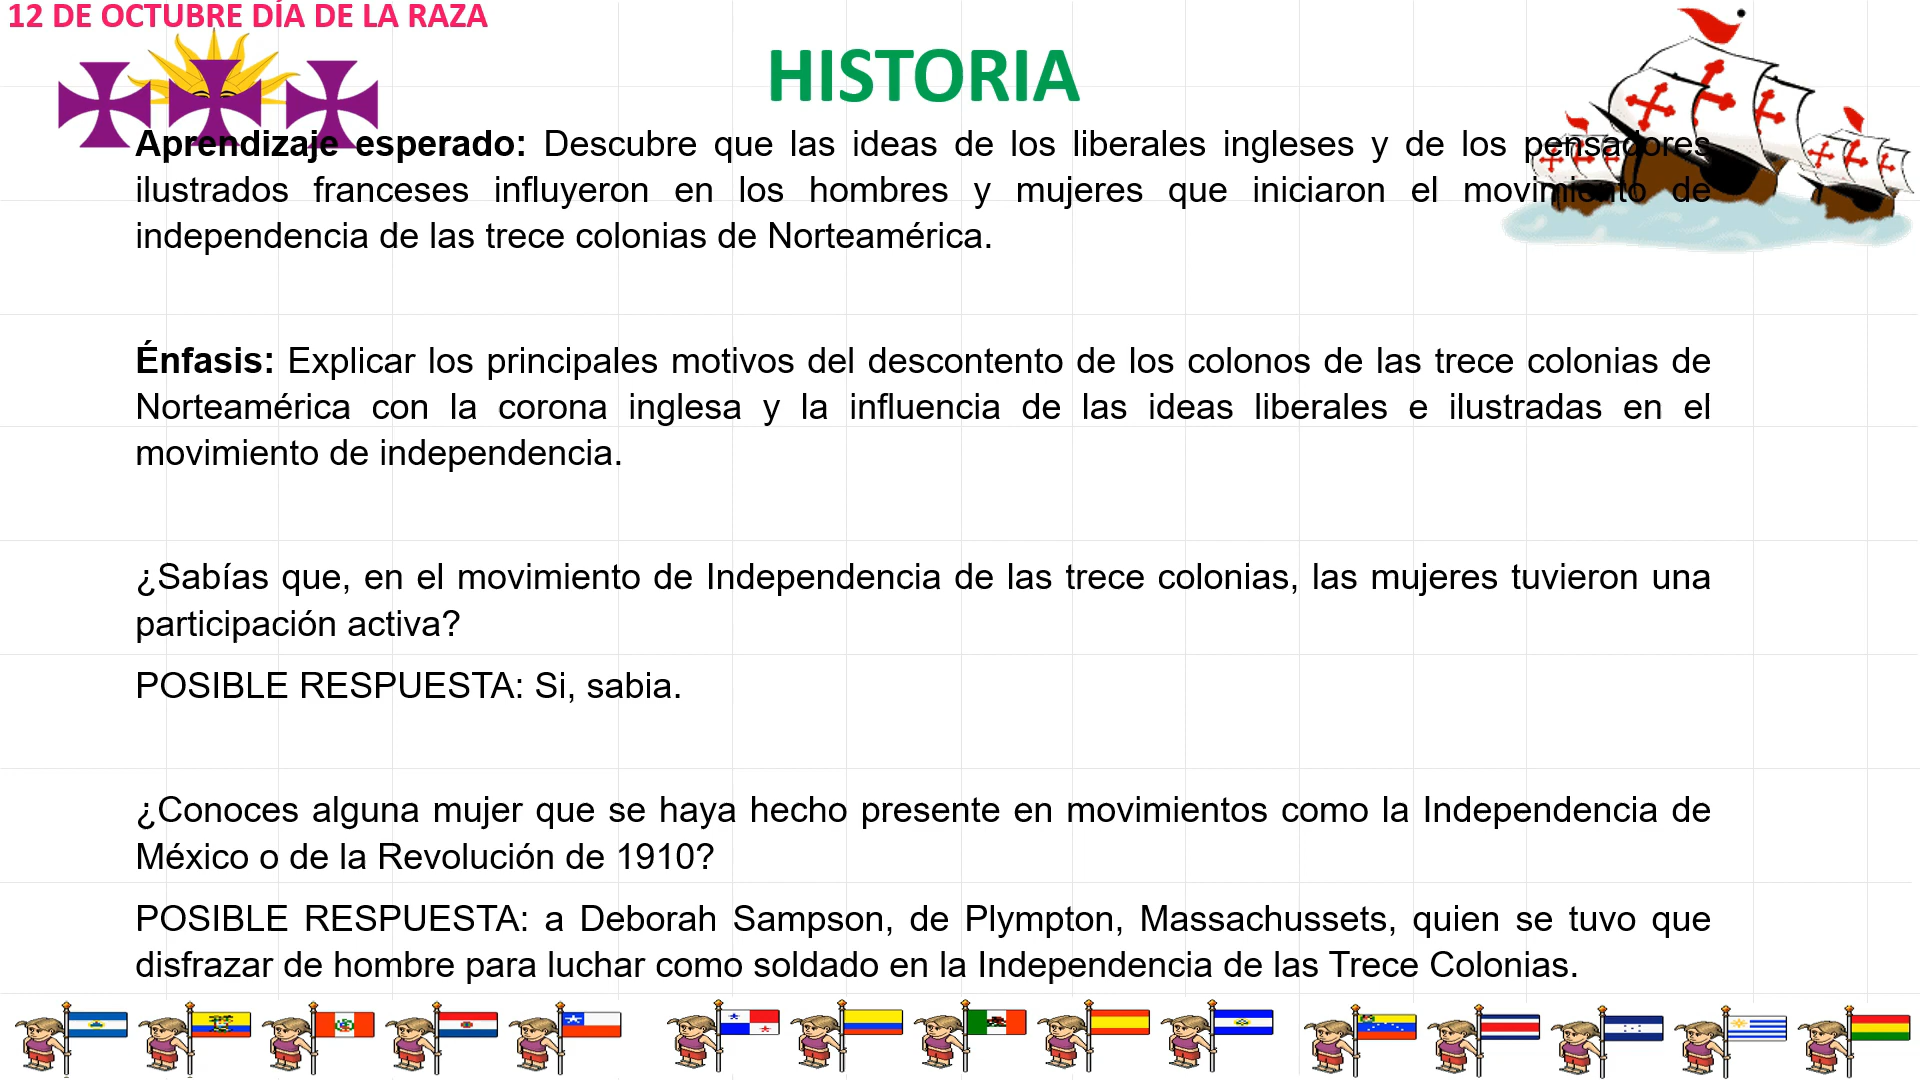 12 DE OCTUBRE DÍA DE LA RAZA
HISTORIA
Aprendizaje esperado: Descubre que las ideas de los liberales ingleses y de los pensadores
ilustrados franceses influyeron en los hombres y mujeres que iniciaron el movimiento de
independencia de las trece colonias de Norteamérica.
Énfasis: Explicar los principales motivos del descontento de los colonos de las trece colonias de
Norteamérica con la corona inglesa y la influencia de las ideas liberales e ilustradas en el
movimiento de independencia.
¿Sabías que, en el movimiento de Independencia de las trece colonias, las mujeres tuvieron una
participación activa?
POSIBLE RESPUESTA: Si, sabia.
¿Conoces alguna mujer que se haya hecho presente en movimientos como la Independencia de
México o de la Revolución de 1910?
POSIBLE RESPUESTA: a Deborah Sampson, de Plympton, Massachussets, quien se tuvo que
disfrazar de hombre para luchar como soldado en la Independencia de las Trece Colonias.